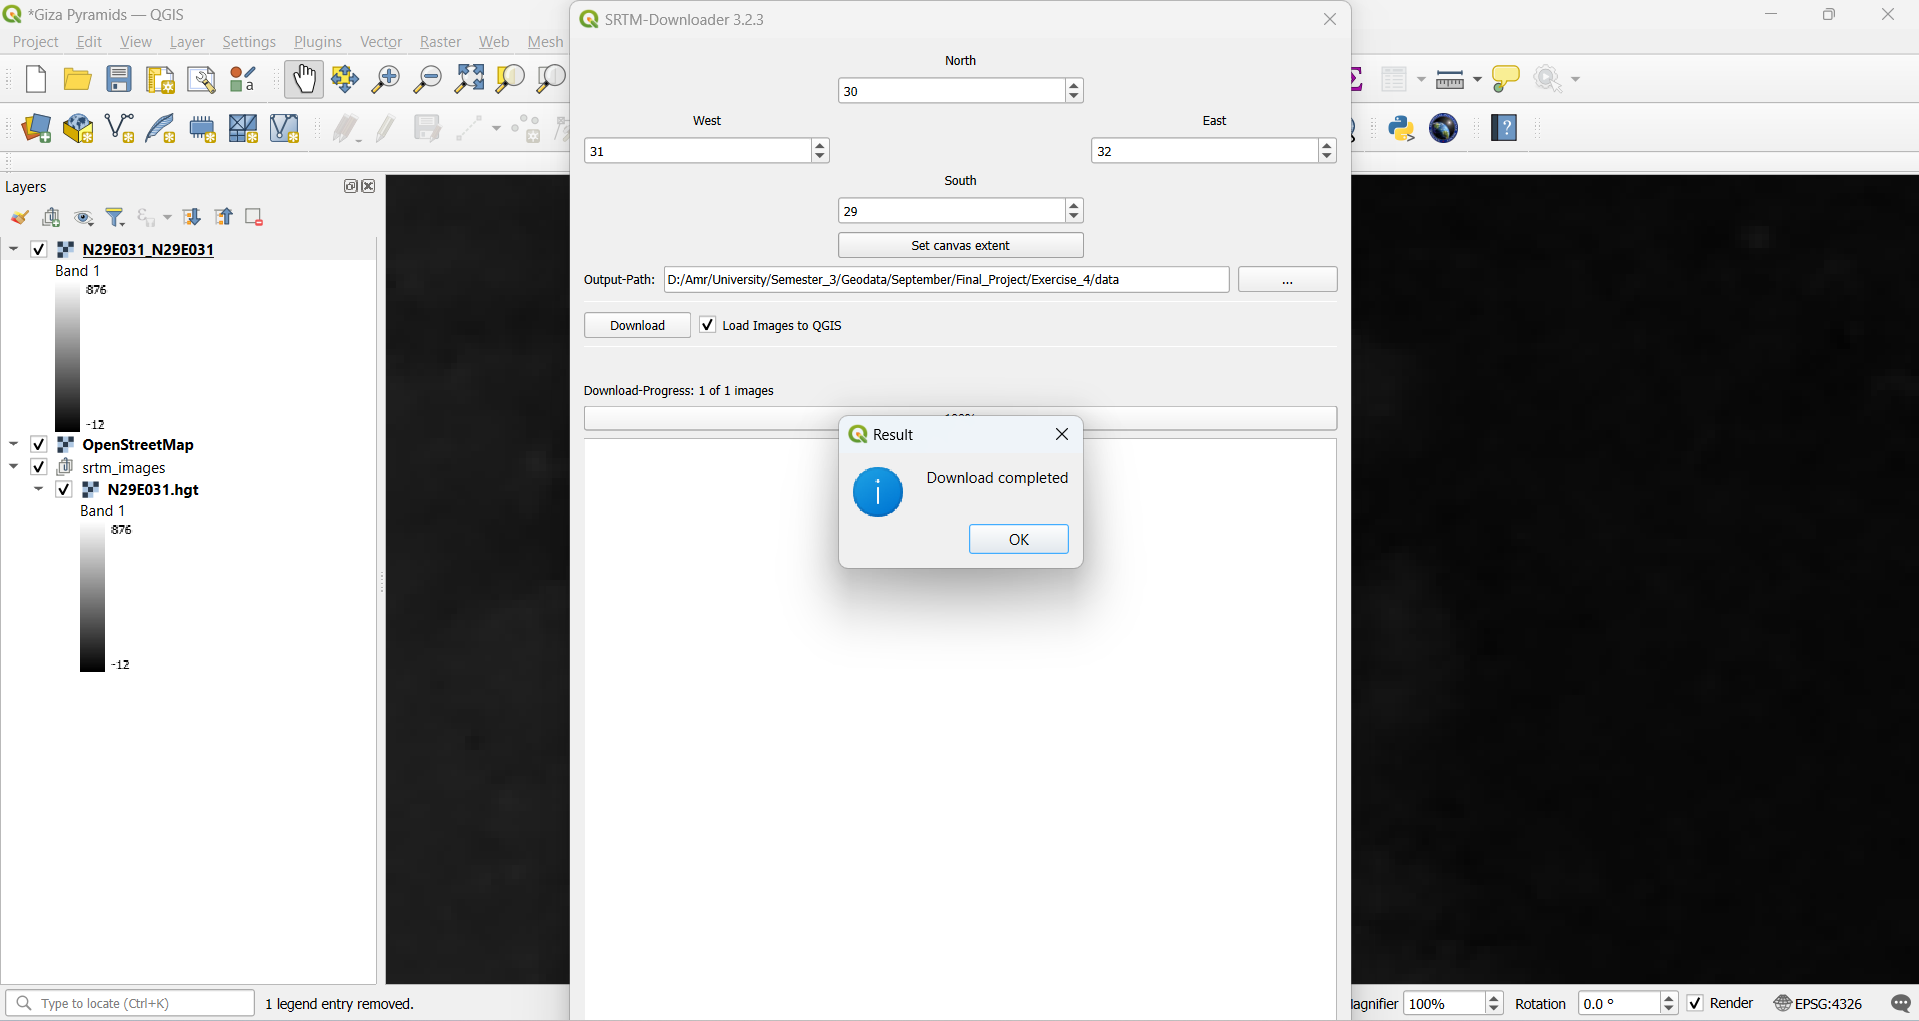 *Giza Pyramids — QGIS
Project Edit View Layer Settings Plugins Vector Raster Web Mesh
Layers
N29E031_N29E031
Band 1
876
-12
OpenStreetMap
srtm_images
N29E031.hgt
Band 1
876
-12
SRTM-Downloader 3.2.3
North
30
West
East
31
32
South
29
Set canvas extent
Output-Path: D:/Amr/University/Semester_3/Geodata/September/Final_Project/Exercise_4/data ...
Download Load Images to QGIS
Download-Progress: 1 of 1 images
Result
Download completed
OK
Type to locate (Ctrl+K) 1 legend entry removed.
100% Rotation 0.0 ° Render EPSG:4326